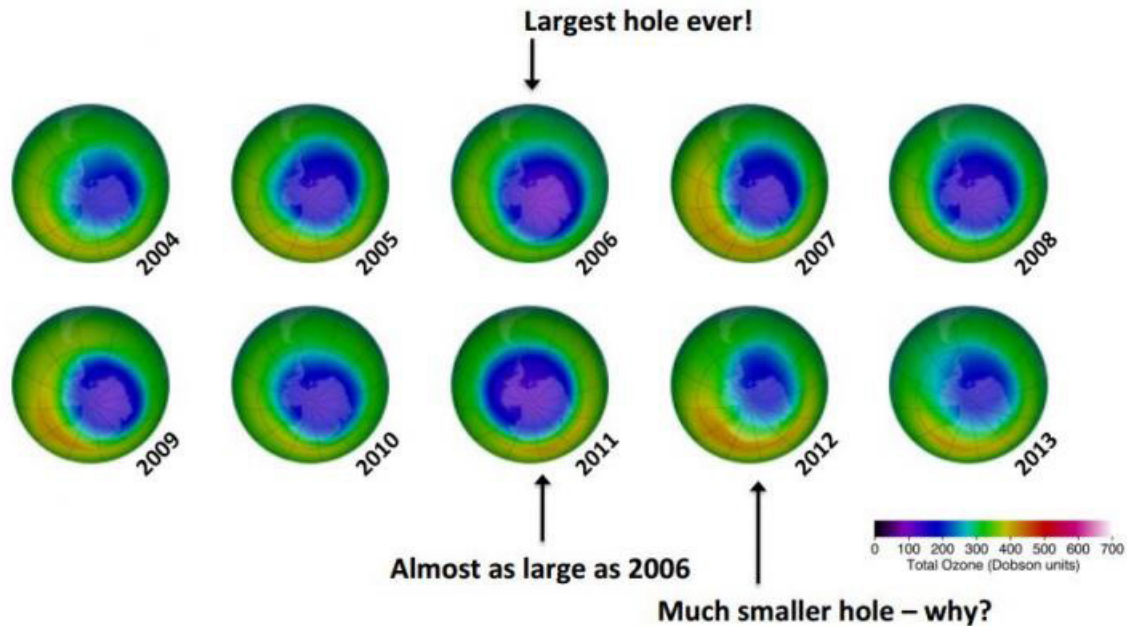 Largest hole ever!
2004
2005
2006
2007
2008
2009
2010
2011
2012
2013
0 100 200 300 400 500 600 700
Total Ozone (Dobson units)
Almost as large as 2006
Much smaller hole – why?